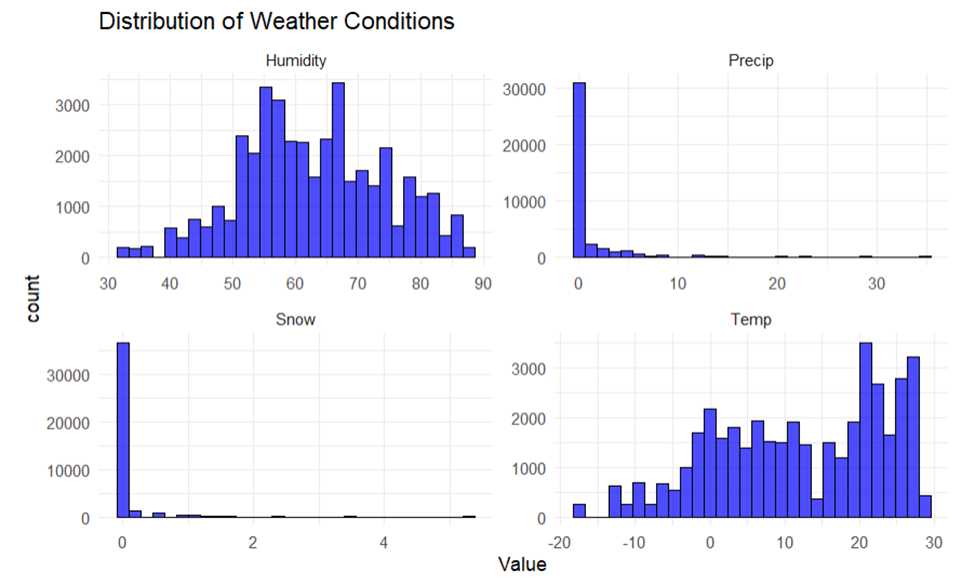 Distribution of Weather Conditions
Humidity
Precip
3000
2000
1000
0
30000
20000
10000
0
30 40 50 60 70 80 90
0 10 20 30
count
Snow
Temp
30000
20000
10000
0
3000
2000
1000
0
0 2 4
-20 -10 0 10 20 30
Value